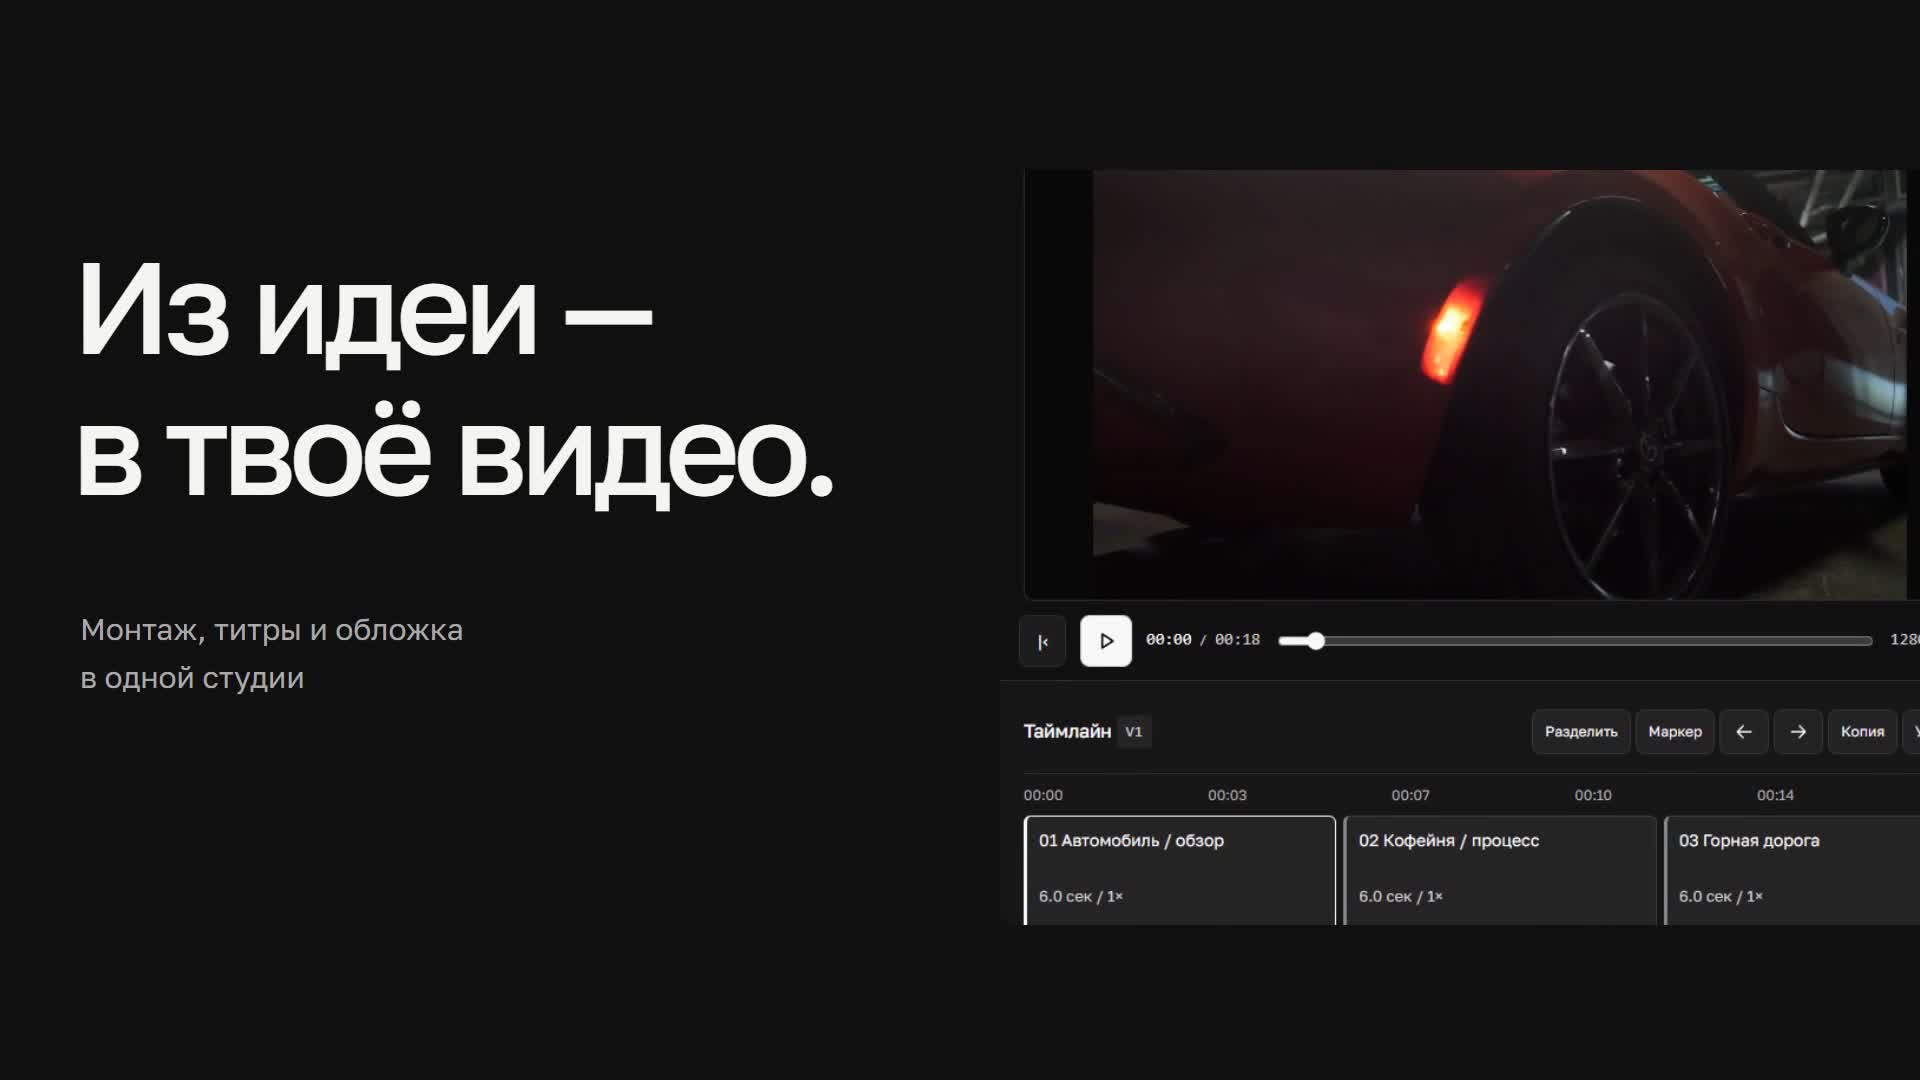 Из идеи —
в твоё видео.
Монтаж, титры и обложка
в одной студии
00:00 / 00:18
Таймлайн V1
Разделить Маркер ← → Копия
00:00 00:03 00:07 00:10 00:14
01 Автомобиль / обзор 02 Кофейня / процесс 03 Горная дорога
6.0 сек / 1× 6.0 сек / 1× 6.0 сек / 1×